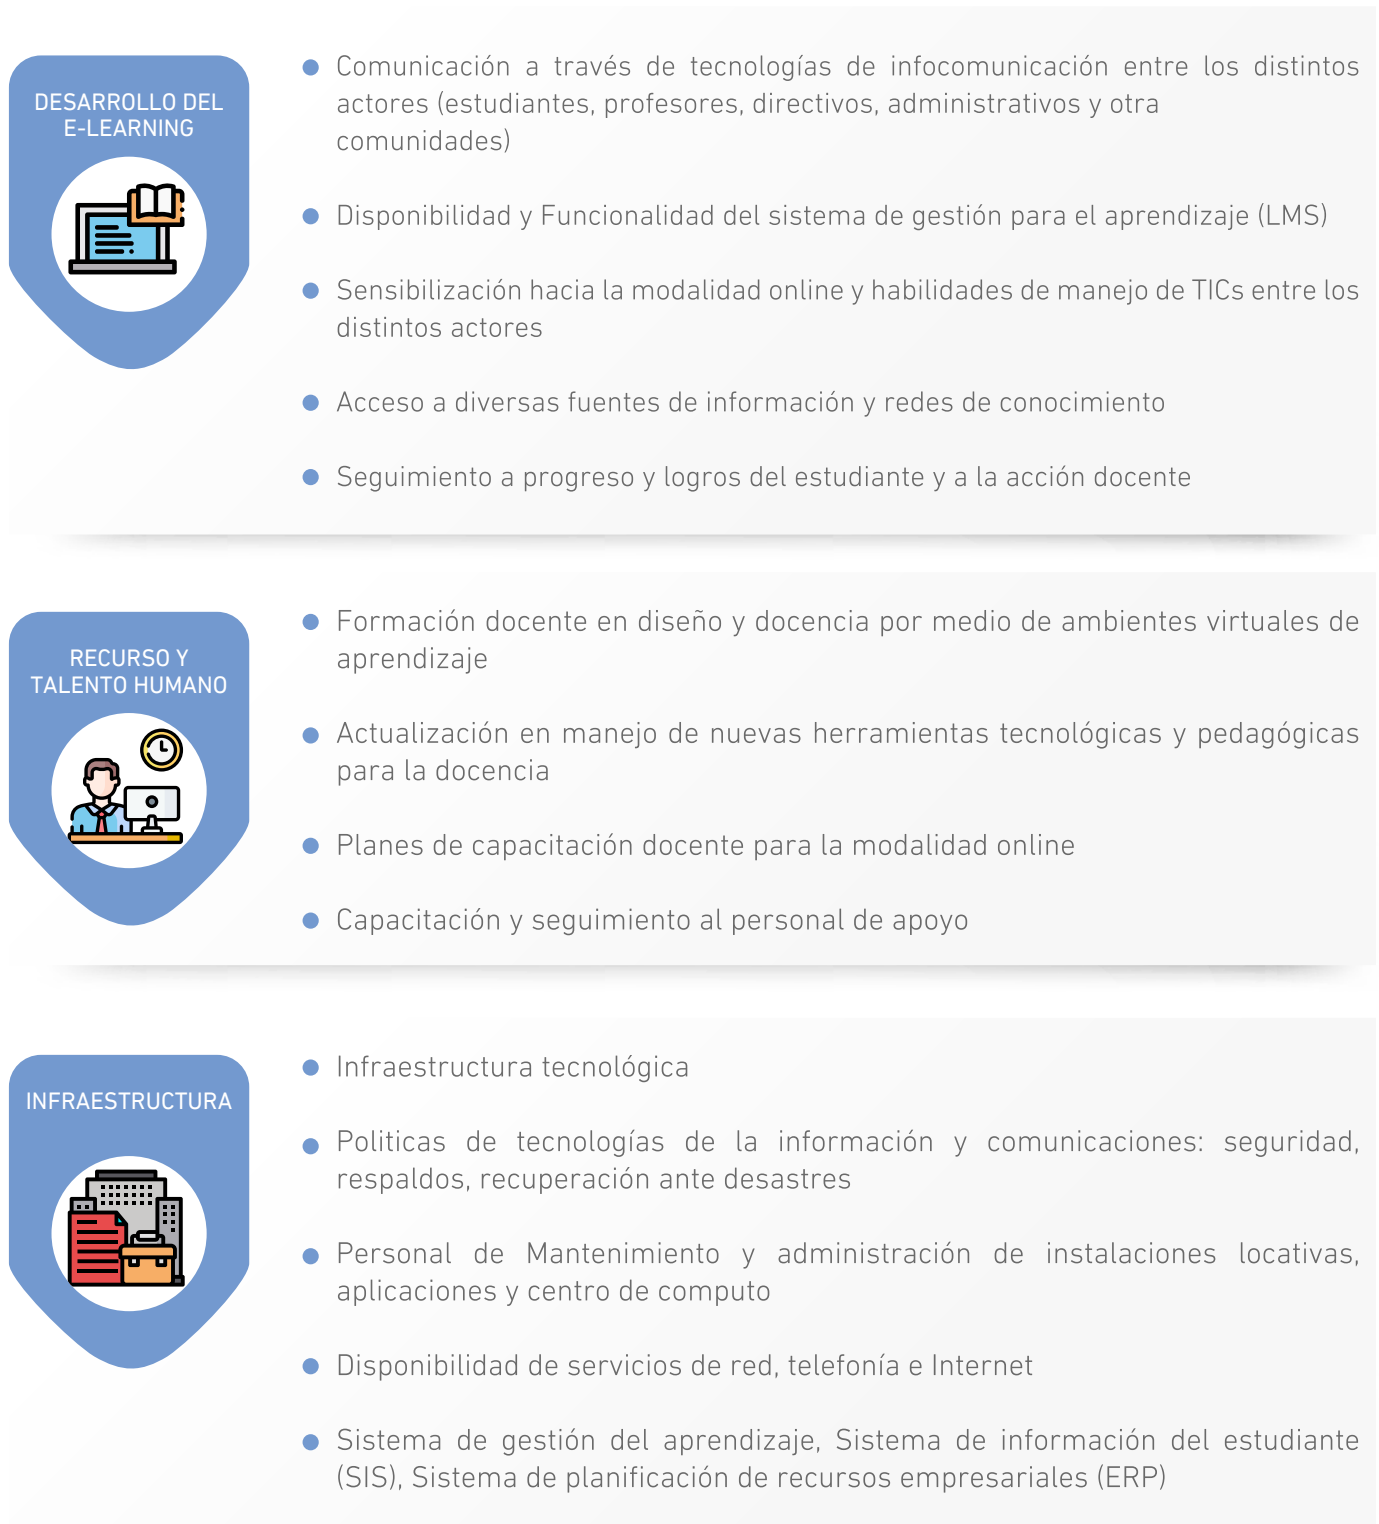 DESARROLLO DEL
E-LEARNING
Comunicación a través de tecnologías de infocomunicación entre los distintos
actores (estudiantes, profesores, directivos, administrativos y otra
comunidades)
Disponibilidad y Funcionalidad del sistema de gestión para el aprendizaje (LMS)
Sensibilización hacia la modalidad online y habilidades de manejo de TICs entre los
distintos actores
Acceso a diversas fuentes de información y redes de conocimiento
Seguimiento a progreso y logros del estudiante y a la acción docente
RECURSO Y
TALENTO HUMANO
Formación docente en diseño y docencia por medio de ambientes virtuales de
aprendizaje
Actualización en manejo de nuevas herramientas tecnológicas y pedagógicas
para la docencia
Planes de capacitación docente para la modalidad online
Capacitación y seguimiento al personal de apoyo
INFRAESTRUCTURA
Infraestructura tecnológica
Politicas de tecnologías de la información y comunicaciones: seguridad,
respaldos, recuperación ante desastres
Personal de Mantenimiento y administración de instalaciones locativas,
aplicaciones y centro de computo
Disponibilidad de servicios de red, telefonía e Internet
Sistema de gestión del aprendizaje, Sistema de información del estudiante
(SIS), Sistema de planificación de recursos empresariales (ERP)